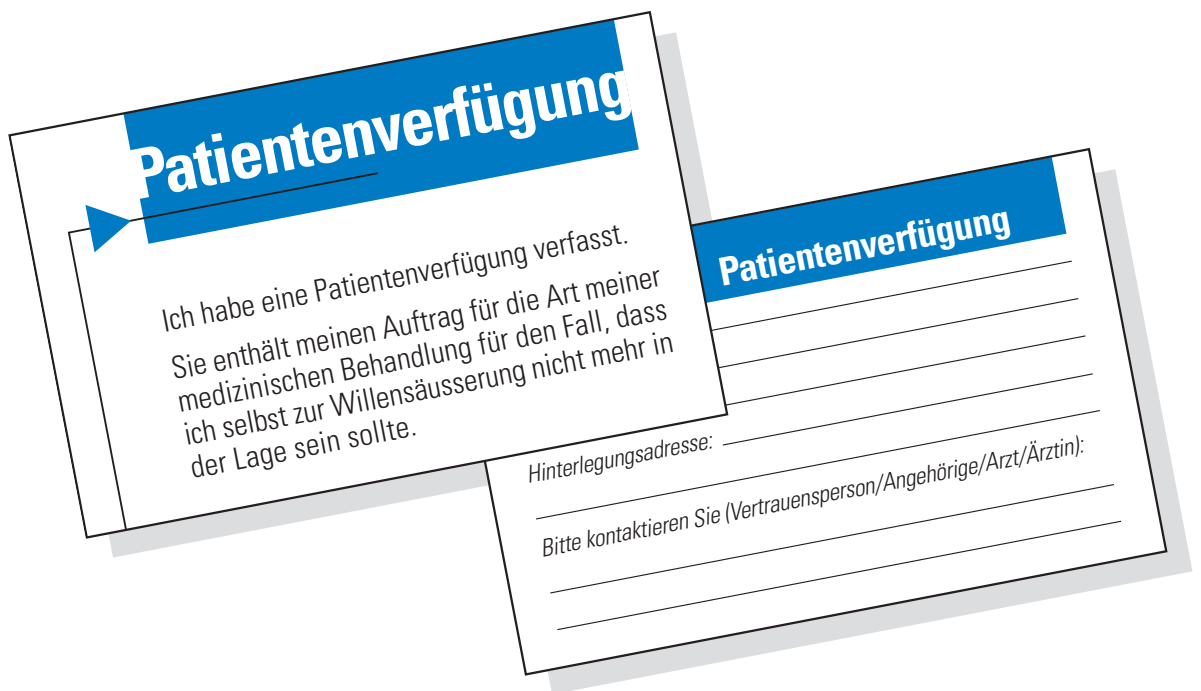 Patientenverfügung
Ich habe eine Patientenverfügung verfasst.
Sie enthält meinen Auftrag für die Art meiner
medizinischen Behandlung für den Fall, dass
ich selbst zur Willensäusserung nicht mehr in
der Lage sein sollte.
Patientenverfügung
Hinterlegungsadresse:
Bitte kontaktieren Sie (Vertrauensperson/Angehörige/Arzt/Ärztin):